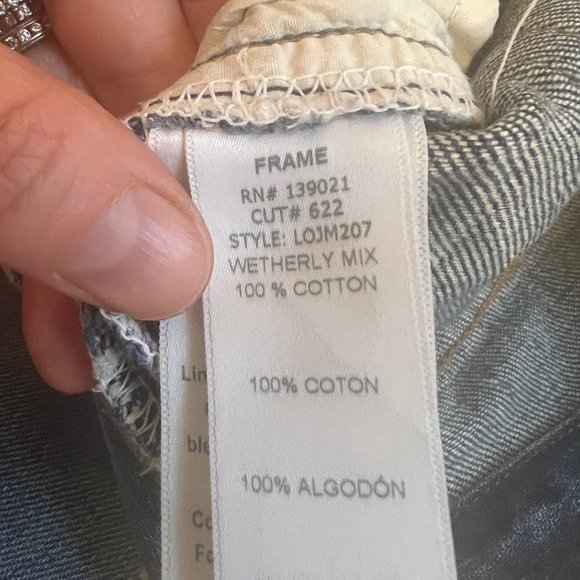 FRAME
RN# 139021
CUT# 622
STYLE: LOJM207
WETHERLY MIX
100 % COTTON
100% COTON
100% ALGODÓN